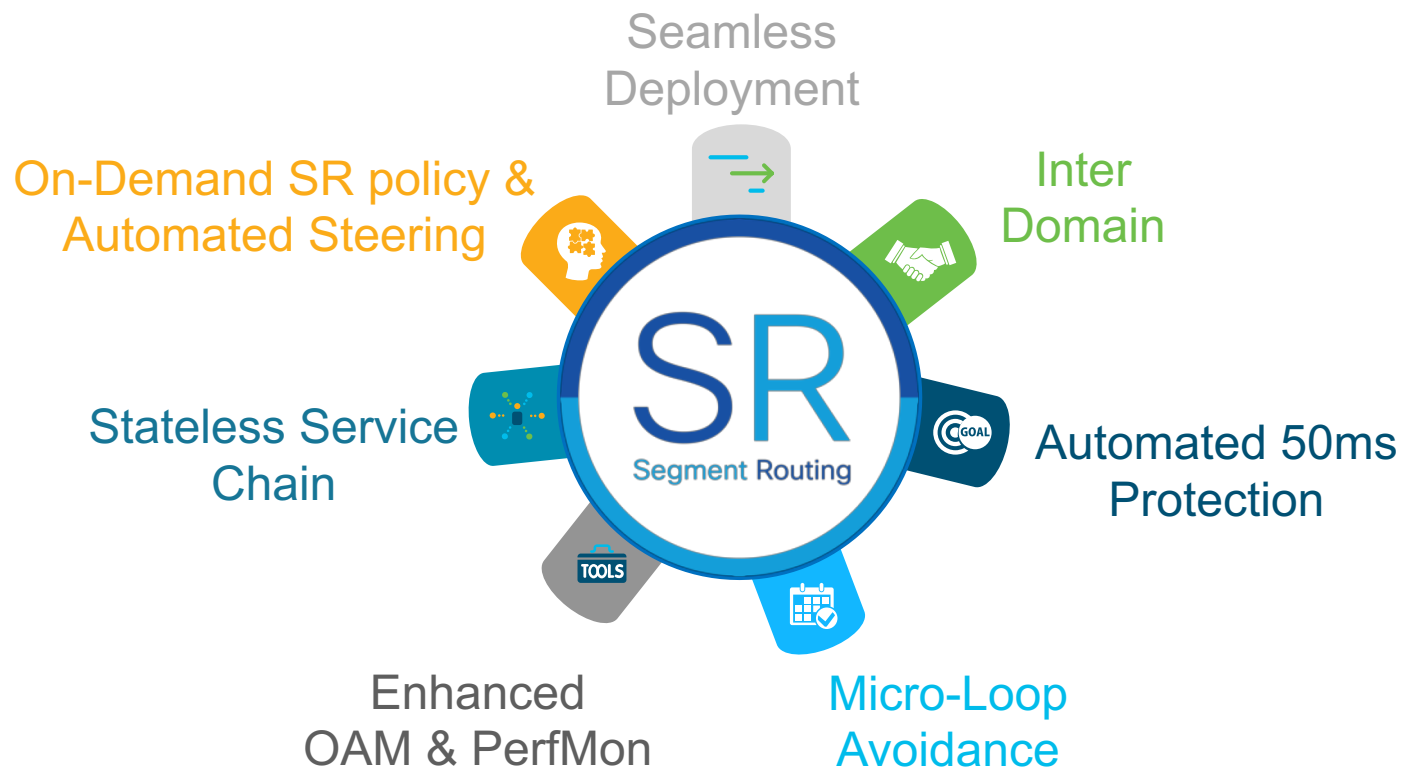 Seamless
Deployment
On-Demand SR policy &
Automated Steering
Inter
Domain
SR
Segment Routing
GOAL
Stateless Service
Chain
Automated 50ms
Protection
TOOLS
Enhanced
OAM & PerfMon
Micro-Loop
Avoidance